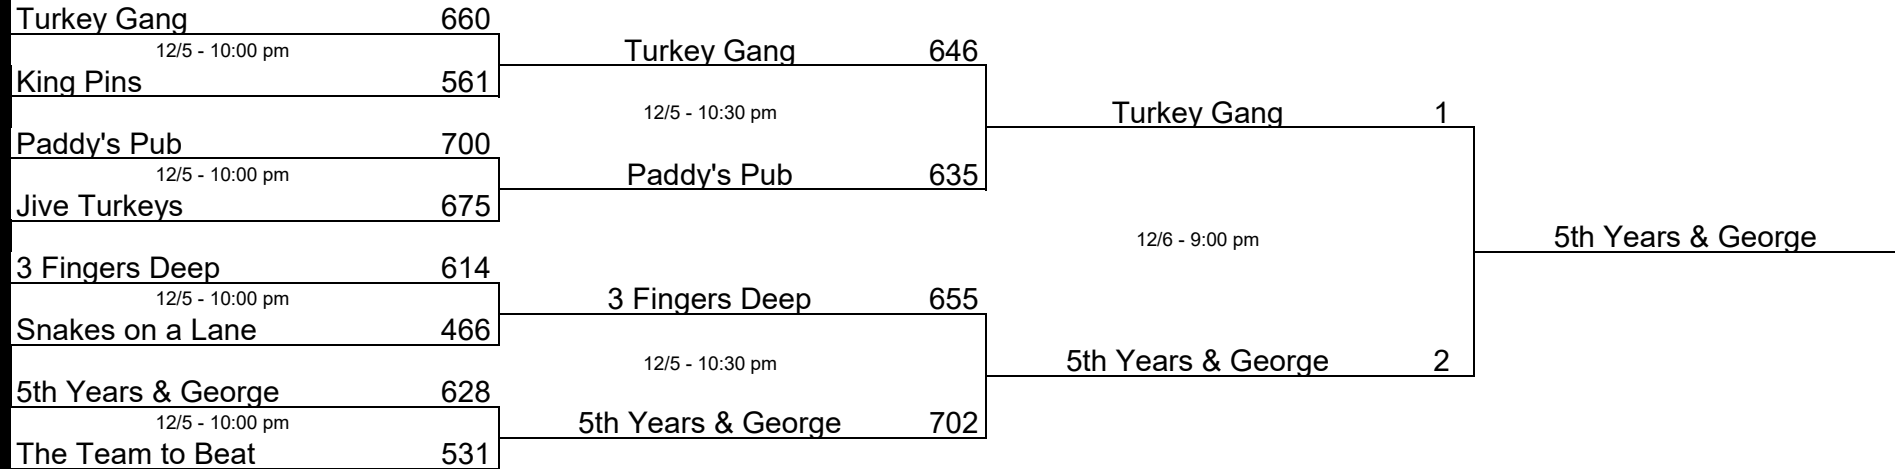 Turkey Gang 660
12/5 - 10:00 pm
King Pins 561
Paddy's Pub 700
12/5 - 10:00 pm
Jive Turkeys 675
3 Fingers Deep 614
12/5 - 10:00 pm
Snakes on a Lane 466
5th Years & George 628
12/5 - 10:00 pm
The Team to Beat 531
Turkey Gang 646
12/5 - 10:30 pm
Paddy's Pub 635
3 Fingers Deep 655
12/5 - 10:30 pm
5th Years & George 702
Turkey Gang 1
12/6 - 9:00 pm
5th Years & George 2
5th Years & George